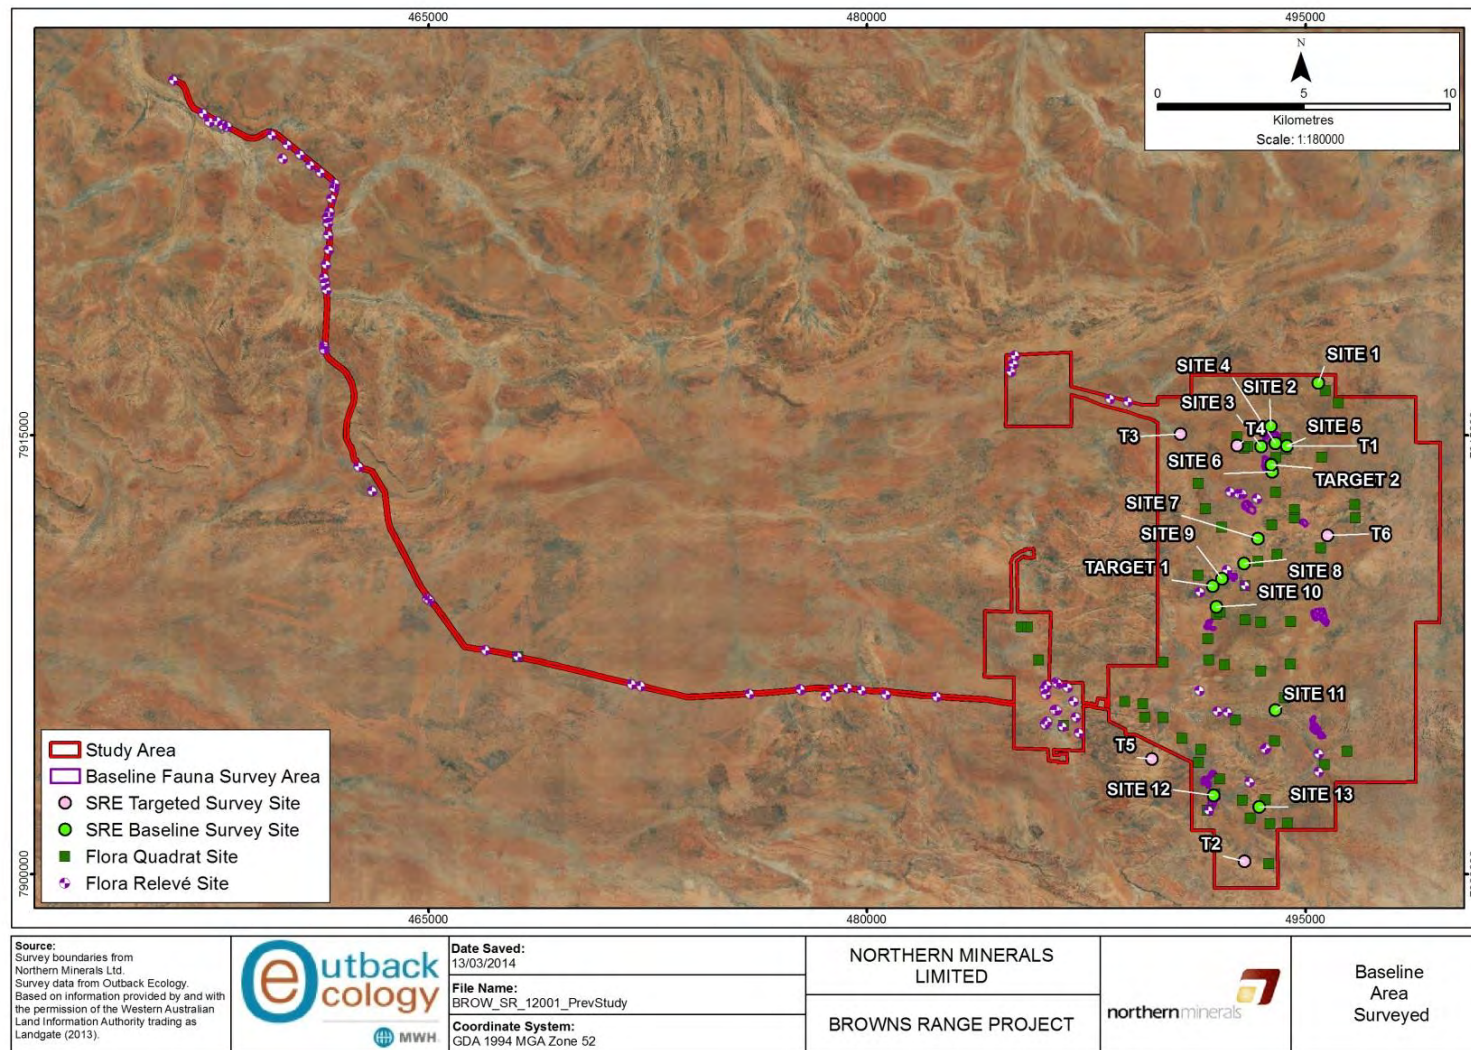 465000
480000
495000
N
0
5
10
Kilometres
Scale: 1:180000
SITE 1
SITE 4
SITE 2
SITE 3
T4
SITE 5
T3
T1
7915000
SITE 6
TARGET 2
SITE 7
SITE 9
T6
TARGET 1
SITE 8
SITE 10
SITE 11
T5
SITE 12
SITE 13
T2
7900000
Study Area
Baseline Fauna Survey Area
SRE Targeted Survey Site
SRE Baseline Survey Site
Flora Quadrat Site
Flora Relevé Site
465000
480000
495000
Source:
Survey boundaries from
Northern Minerals Ltd.
Survey data from Outback Ecology.
Based on information provided by and with
the permission of the Western Australian
Land Information Authority trading as
Landgate (2013).
eutback
ecology
MWH
Date Saved:
13/03/2014
File Name:
BROW_SR_12001_PrevStudy
Coordinate System:
GDA 1994 MGA Zone 52
NORTHERN MINERALS
LIMITED
BROWNS RANGE PROJECT
northernminerals
Baseline
Area
Surveyed